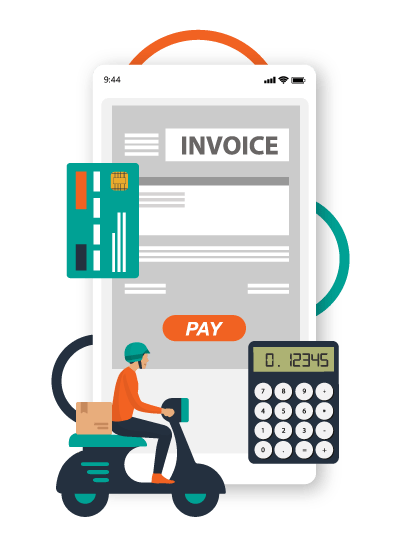 9:44
INVOICE
PAY
0.12345
7 8 9 ÷
4 5 6 •
1 2 3 -
0 . = +